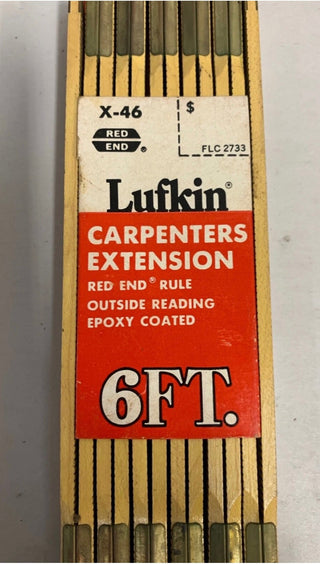 X-46
$
RED
END®
FLC 2733
Lufkin®
CARPENTERS
EXTENSION
RED END® RULE
OUTSIDE READING
EPOXY COATED
6FT.